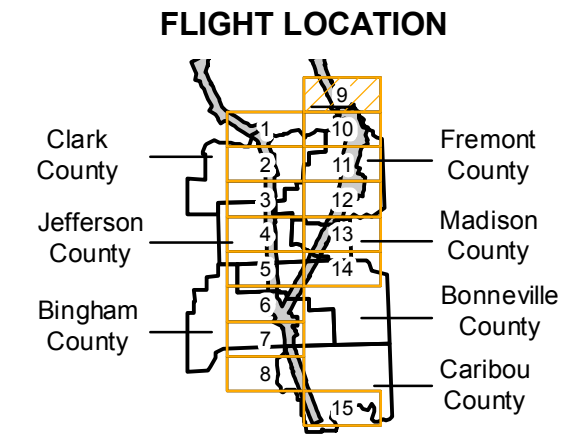 FLIGHT LOCATION
9
1 10
Clark
County
Fremont
County
2 11
3 12
Jefferson
County
4 13
Madison
County
5 14
Bingham
County
6
Bonneville
County
7
8
Caribou
County
15